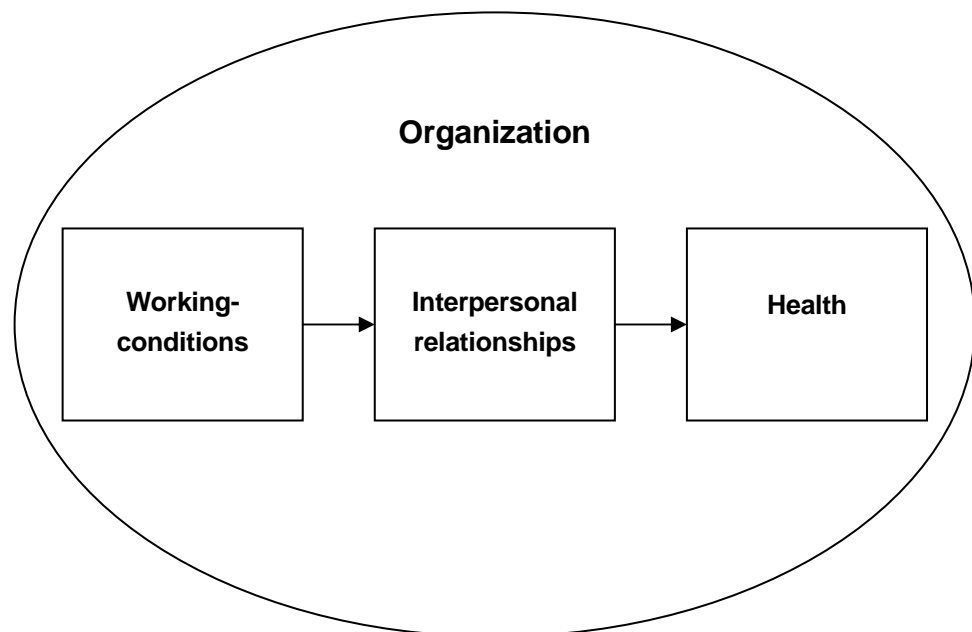 Organization
Working-
conditions
Interpersonal
relationships
Health